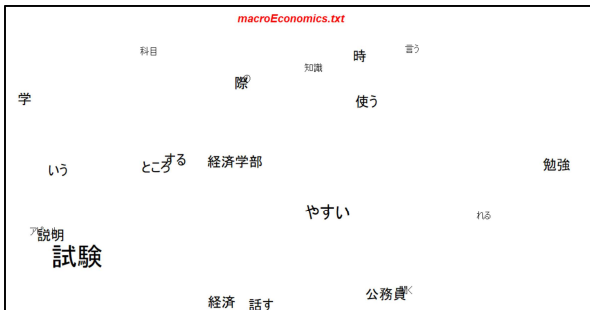 macroEconomics.txt
科目
時
言う
知識
際
の
学
使う
いう
ところ
する
経済学部
勉強
やすい
れる
説明
試験
公務員
経済
話す